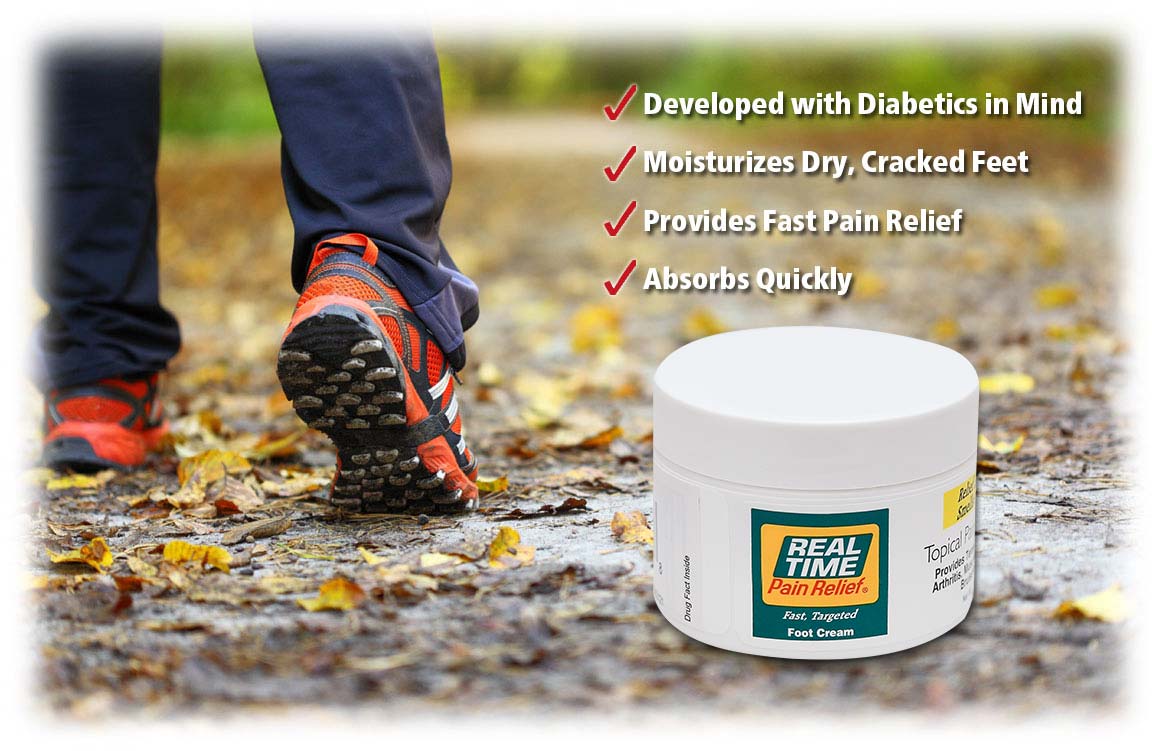 Developed with Diabetics in Mind
Moisturizes Dry, Cracked Feet
Provides Fast Pain Relief
Absorbs Quickly
REAL
TIME
Pain Relief®
Fast, Targeted
Foot Cream
Drug Fact Inside
Topical
Provides
Arthritis,